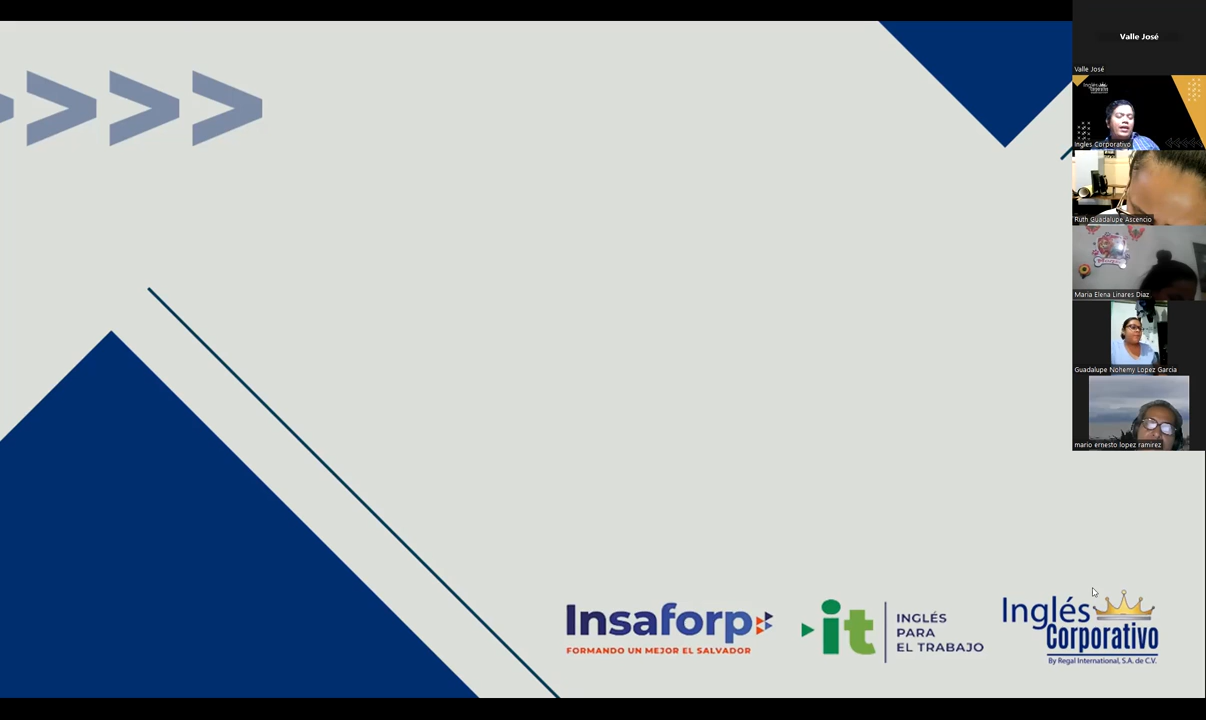 Valle José
Valle José
Inglés Corporativo
Ingles Corporativo
Ruth Guadalupe Ascencio
Maria Elena Linares Diaz
Guadalupe Nohemy Lopez Garcia
mario ernesto lopez ramirez
Insaforp
FORMANDO UN MEJOR EL SALVADOR
it
INGLÉS
PARA
EL TRABAJO
Inglés
Corporativo
By Regal International, S.A. de C.V.